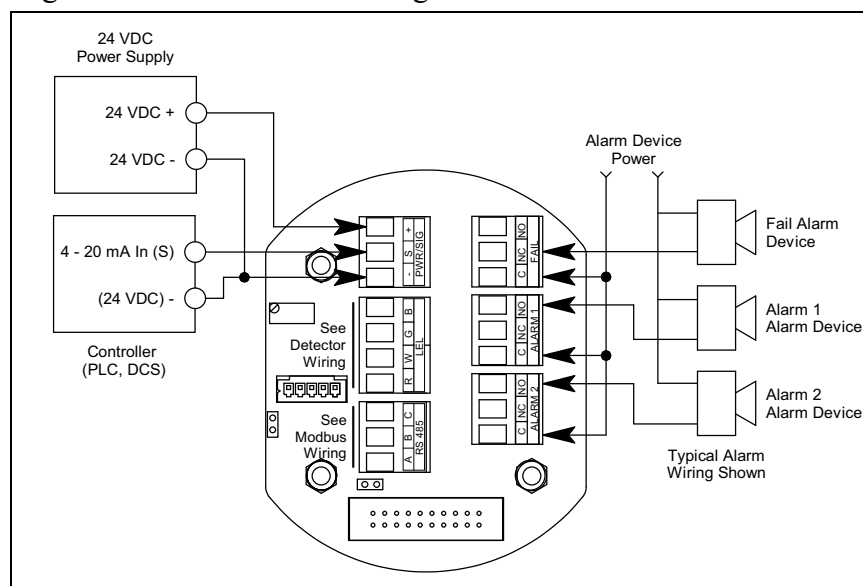 24 VDC
Power Supply
24 VDC +
24 VDC -
4 - 20 mA In (S)
(24 VDC) -
Controller
(PLC, DCS)
+
S
-
PWR/SIG
See
Detector
Wiring
B
G
W
R
LEL
See
Modbus
Wiring
C
B
A
RS 485
NO
NC
C
FAIL
NO
NC
C
ALARM 1
NO
NC
C
ALARM 2
Alarm Device
Power
Fail Alarm
Device
Alarm 1
Alarm Device
Alarm 2
Alarm Device
Typical Alarm
Wiring Shown